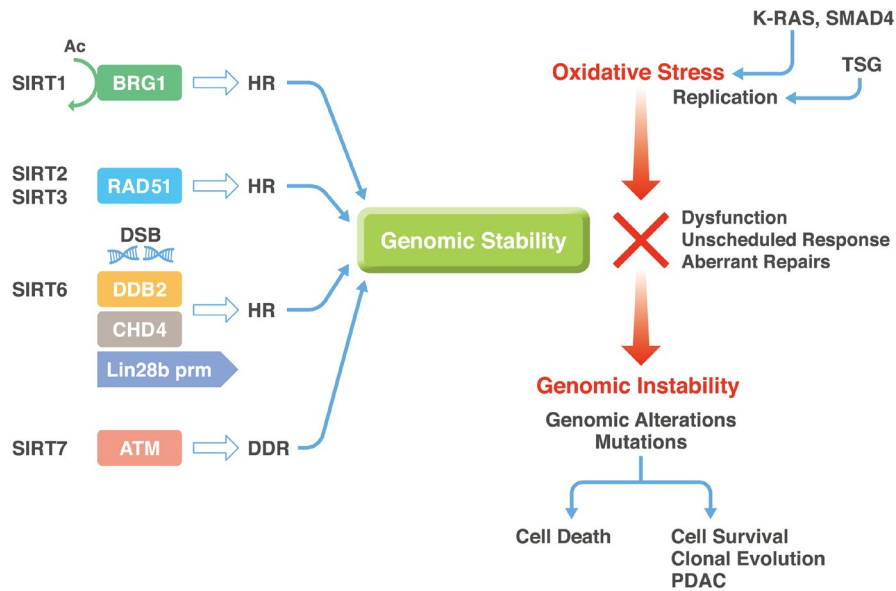 Ac
SIRT1
BRG1
HR
SIRT2
SIRT3
RAD51
HR
DSB
SIRT6
DDB2
CHD4
Lin28b prm
HR
SIRT7
ATM
DDR
Genomic Stability
K-RAS, SMAD4
Oxidative Stress
TSG
Replication
Dysfunction
Unscheduled Response
Aberrant Repairs
Genomic Instability
Genomic Alterations
Mutations
Cell Death
Cell Survival
Clonal Evolution
PDAC